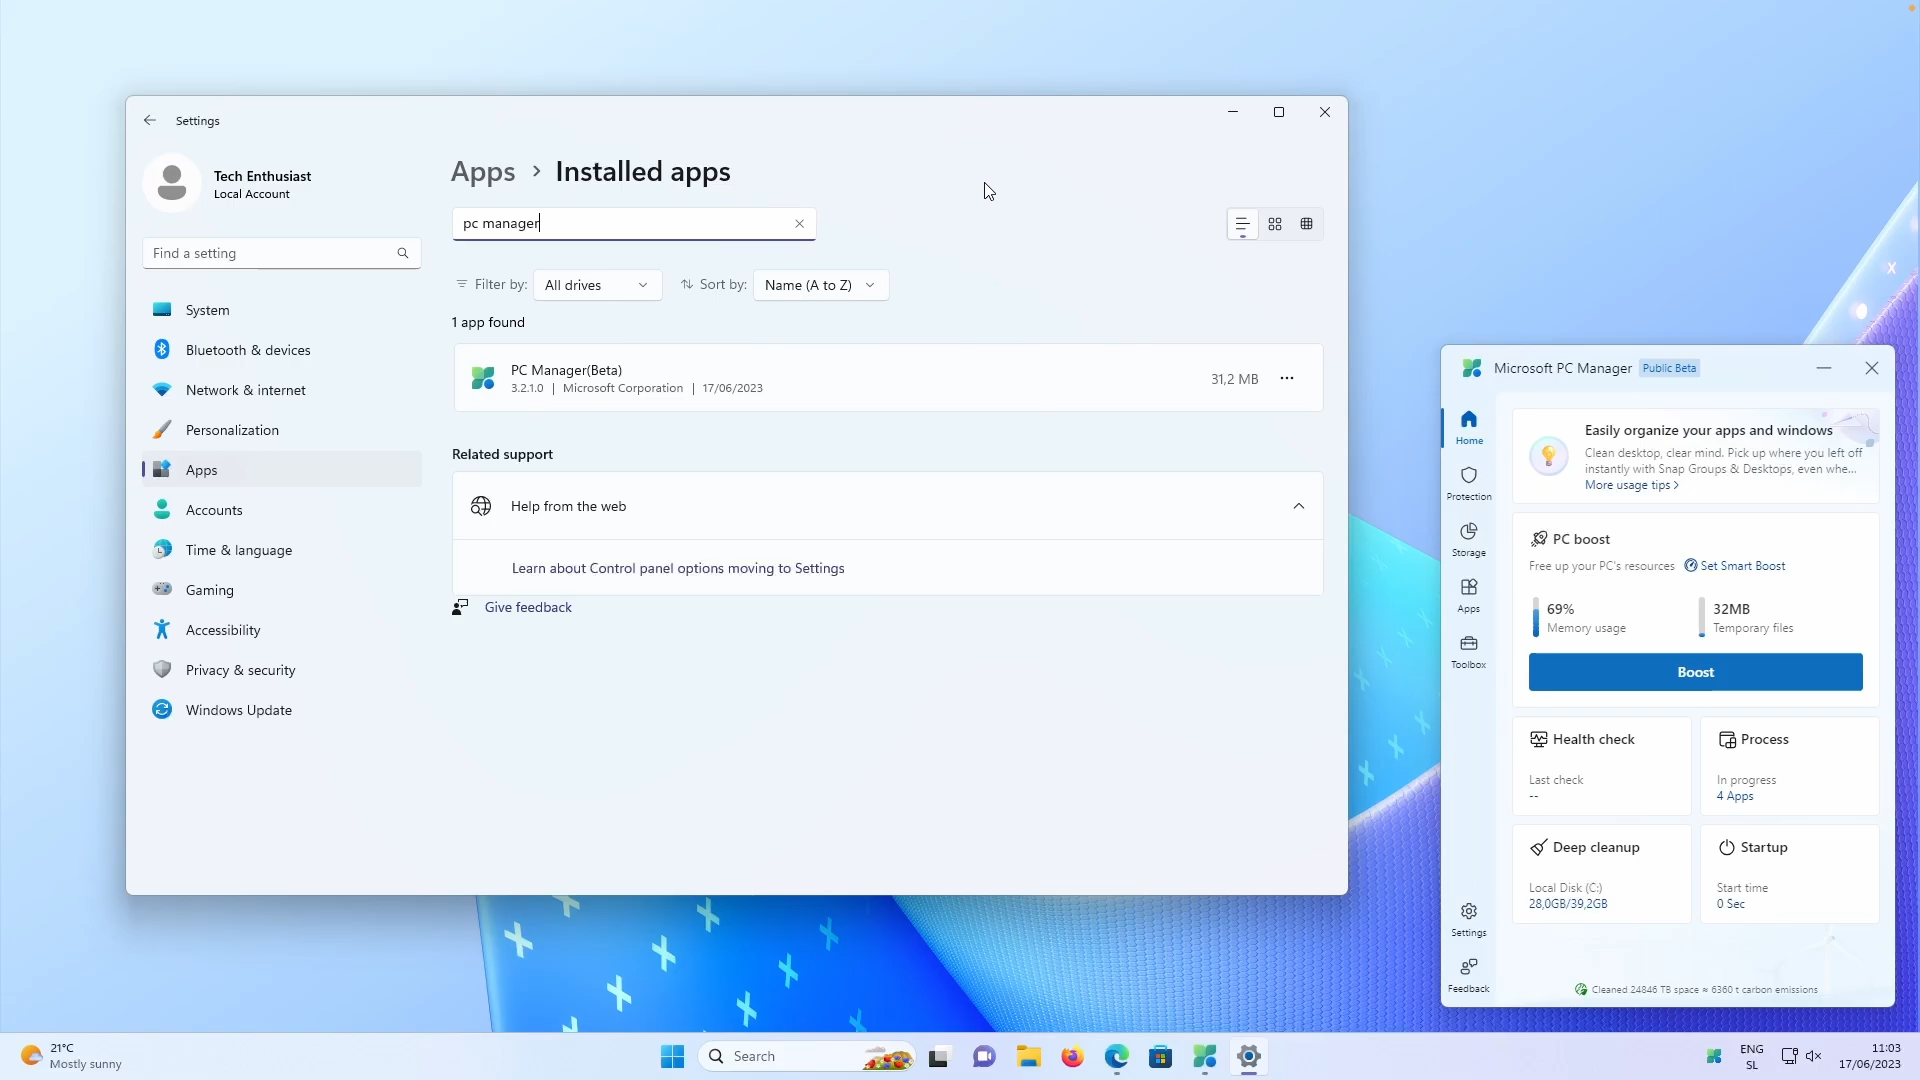 Settings
Tech Enthusiast
Local Account
Find a setting
System
Bluetooth & devices
Network & internet
Personalization
Apps
Accounts
Time & language
Gaming
Accessibility
Privacy & security
Windows Update
Apps > Installed apps
pc manager
Filter by: All drives Sort by: Name (A to Z)
1 app found
PC Manager(Beta)
3.2.1.0 | Microsoft Corporation | 17/06/2023
31,2 MB
Related support
Help from the web
Learn about Control panel options moving to Settings
Give feedback
Microsoft PC Manager Public Beta
Home
Protection
Storage
Apps
Toolbox
Settings
Feedback
Easily organize your apps and windows
Clean desktop, clear mind. Pick up where you left off
instantly with Snap Groups & Desktops, even whe...
More usage tips >
PC boost
Free up your PC's resources Set Smart Boost
69%
Memory usage
32MB
Temporary files
Boost
Health check
Last check
--
Process
In progress
4 Apps
Deep cleanup
Local Disk (C:)
28,0GB/39,2GB
Startup
Start time
0 Sec
Cleaned 24846 TB space ≈ 6360 t carbon emissions
21°C
Mostly sunny
Search
ENG
SL
11:03
17/06/2023